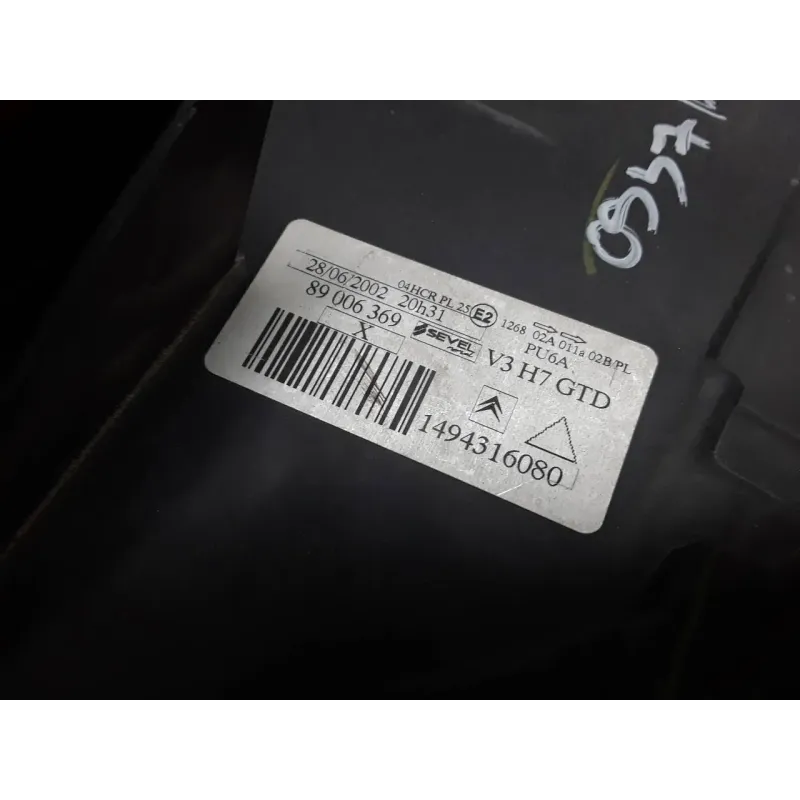 0557
28/06/2002 04HCR PL 25 E2 1268 02A 011a 02B/PL
89 006 369 20h31 PU6A
X SEVEL V3 H7 GTD
1494316080